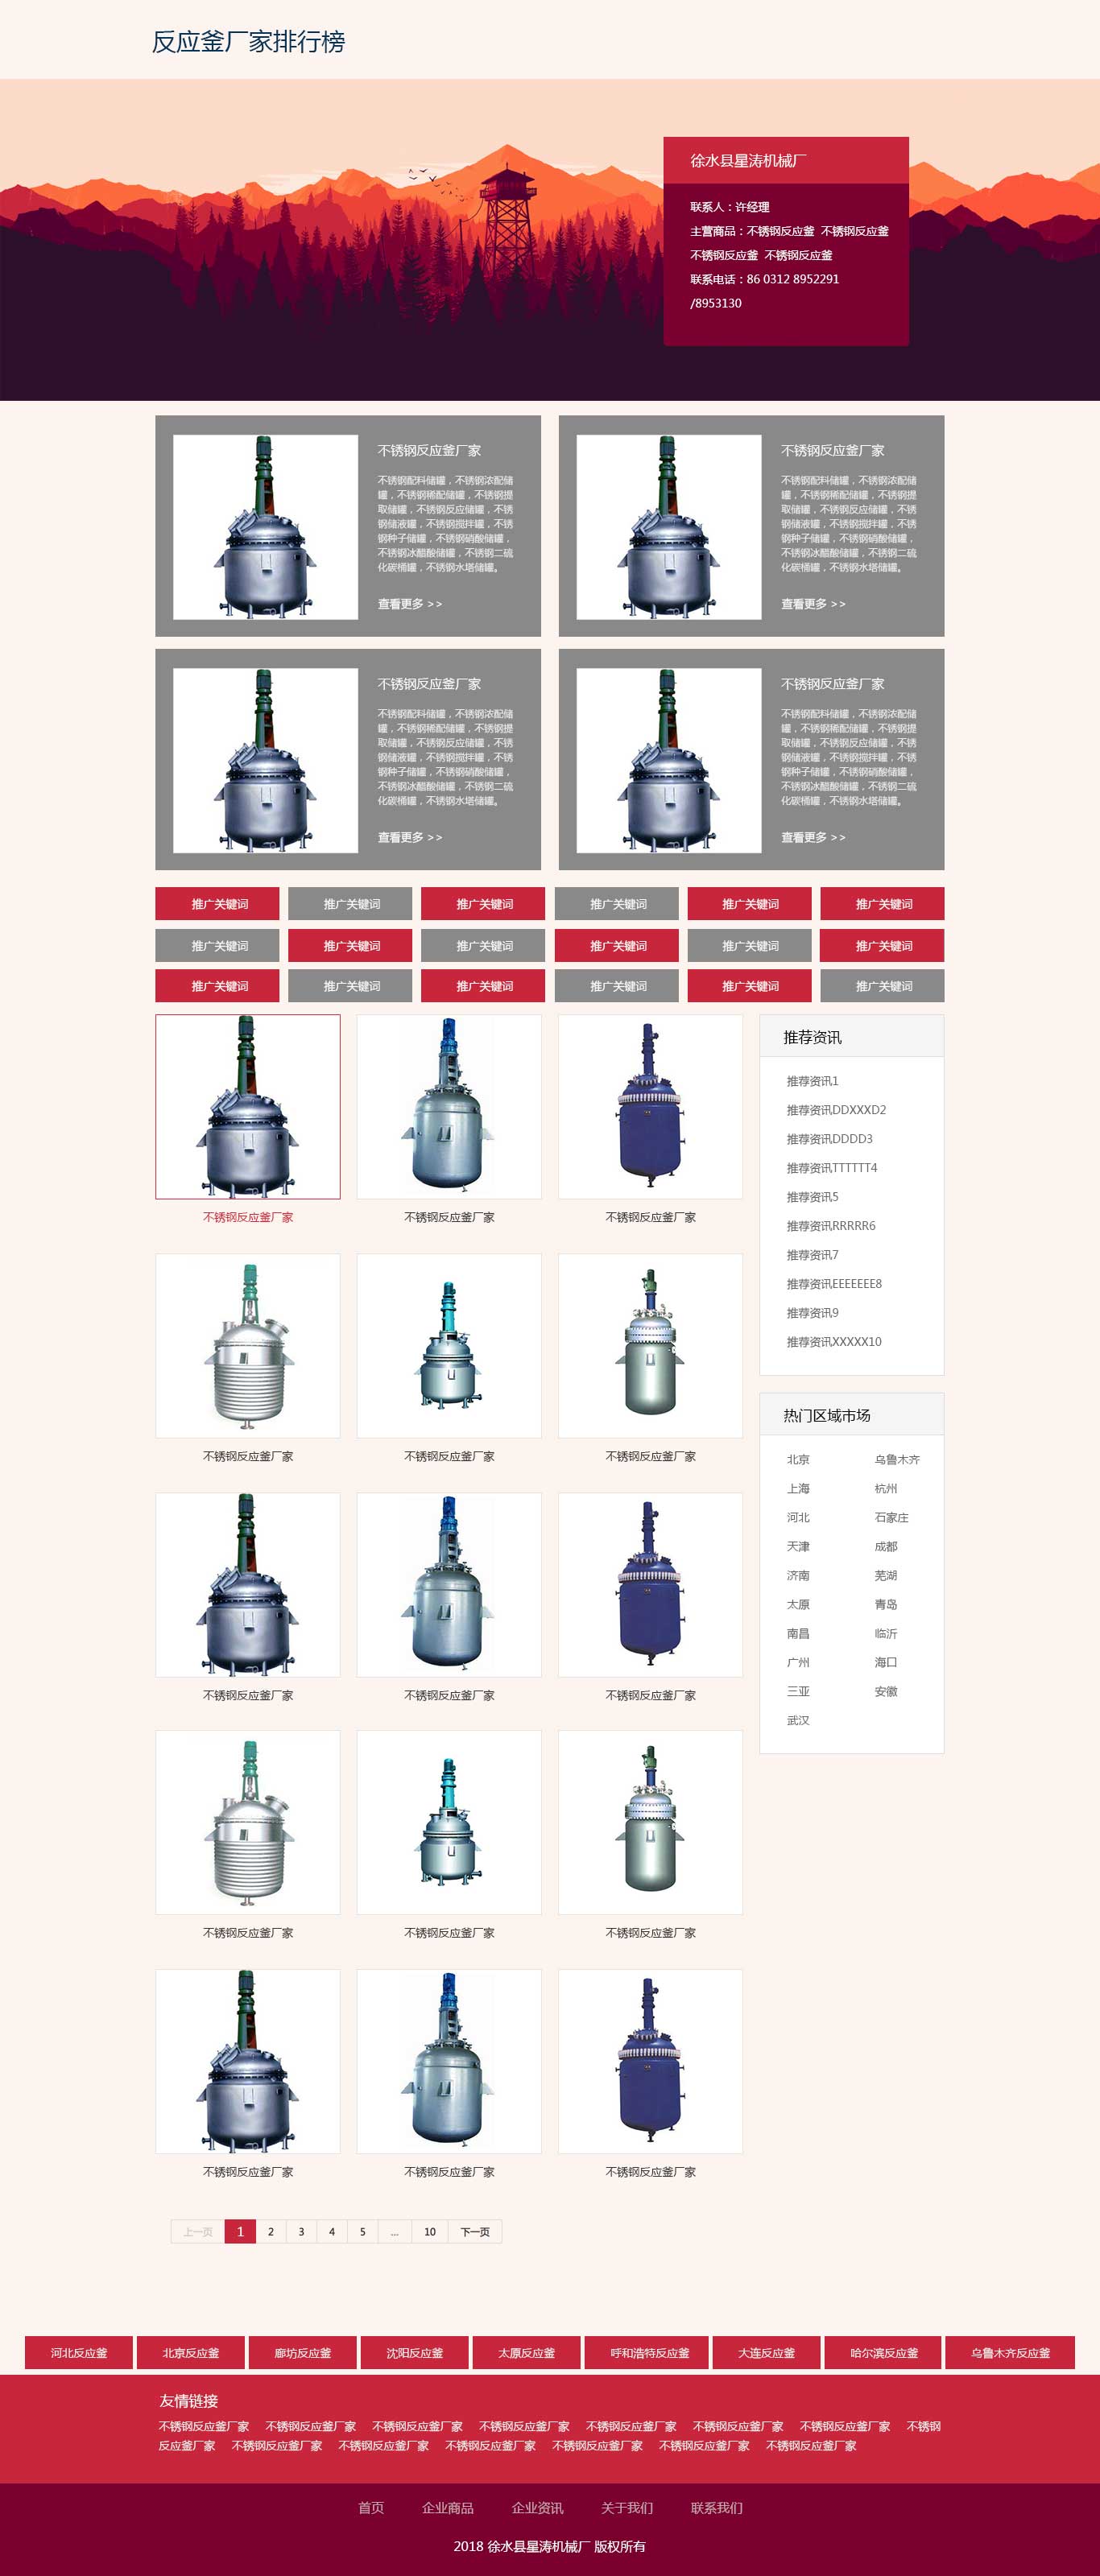 反应釜厂家排行榜
徐水县星涛机械厂
联系人：许经理
主营商品：不锈钢反应釜 不锈钢反应釜
不锈钢反应釜 不锈钢反应釜
联系电话：86 0312 8952291
/8953130
不锈钢反应釜厂家
不锈钢配料储罐，不锈钢浓配储
罐，不锈钢稀配储罐，不锈钢提
取储罐，不锈钢反应储罐，不锈
钢储液罐，不锈钢搅拌罐，不锈
钢种子储罐，不锈钢硝酸储罐，
不锈钢冰醋酸储罐，不锈钢二硫
化碳桶罐，不锈钢水塔储罐。
查看更多 >>
不锈钢反应釜厂家
不锈钢配料储罐，不锈钢浓配储
罐，不锈钢稀配储罐，不锈钢提
取储罐，不锈钢反应储罐，不锈
钢储液罐，不锈钢搅拌罐，不锈
钢种子储罐，不锈钢硝酸储罐，
不锈钢冰醋酸储罐，不锈钢二硫
化碳桶罐，不锈钢水塔储罐。
查看更多 >>
不锈钢反应釜厂家
不锈钢配料储罐，不锈钢浓配储
罐，不锈钢稀配储罐，不锈钢提
取储罐，不锈钢反应储罐，不锈
钢储液罐，不锈钢搅拌罐，不锈
钢种子储罐，不锈钢硝酸储罐，
不锈钢冰醋酸储罐，不锈钢二硫
化碳桶罐，不锈钢水塔储罐。
查看更多 >>
不锈钢反应釜厂家
不锈钢配料储罐，不锈钢浓配储
罐，不锈钢稀配储罐，不锈钢提
取储罐，不锈钢反应储罐，不锈
钢储液罐，不锈钢搅拌罐，不锈
钢种子储罐，不锈钢硝酸储罐，
不锈钢冰醋酸储罐，不锈钢二硫
化碳桶罐，不锈钢水塔储罐。
查看更多 >>
推广关键词 推广关键词 推广关键词 推广关键词 推广关键词 推广关键词
推广关键词 推广关键词 推广关键词 推广关键词 推广关键词 推广关键词
推广关键词 推广关键词 推广关键词 推广关键词 推广关键词 推广关键词
不锈钢反应釜厂家 不锈钢反应釜厂家 不锈钢反应釜厂家
不锈钢反应釜厂家 不锈钢反应釜厂家 不锈钢反应釜厂家
不锈钢反应釜厂家 不锈钢反应釜厂家 不锈钢反应釜厂家
不锈钢反应釜厂家 不锈钢反应釜厂家 不锈钢反应釜厂家
不锈钢反应釜厂家 不锈钢反应釜厂家 不锈钢反应釜厂家
推荐资讯
推荐资讯1
推荐资讯DDXXXD2
推荐资讯DDDD3
推荐资讯TTTTTT4
推荐资讯5
推荐资讯RRRRR6
推荐资讯7
推荐资讯EEEEEEE8
推荐资讯9
推荐资讯XXXXX10
热门区域市场
北京 乌鲁木齐
上海 杭州
河北 石家庄
天津 成都
济南 芜湖
太原 青岛
南昌 临沂
广州 海口
三亚 安徽
武汉
上一页 1 2 3 4 5 ... 10 下一页
河北反应釜 北京反应釜 廊坊反应釜 沈阳反应釜 太原反应釜 呼和浩特反应釜 大连反应釜 哈尔滨反应釜 乌鲁木齐反应釜
友情链接
不锈钢反应釜厂家 不锈钢反应釜厂家 不锈钢反应釜厂家 不锈钢反应釜厂家 不锈钢反应釜厂家 不锈钢反应釜厂家 不锈钢反应釜厂家 不锈钢
反应釜厂家 不锈钢反应釜厂家 不锈钢反应釜厂家 不锈钢反应釜厂家 不锈钢反应釜厂家 不锈钢反应釜厂家 不锈钢反应釜厂家
首页 企业商品 企业资讯 关于我们 联系我们
2018 徐水县星涛机械厂 版权所有